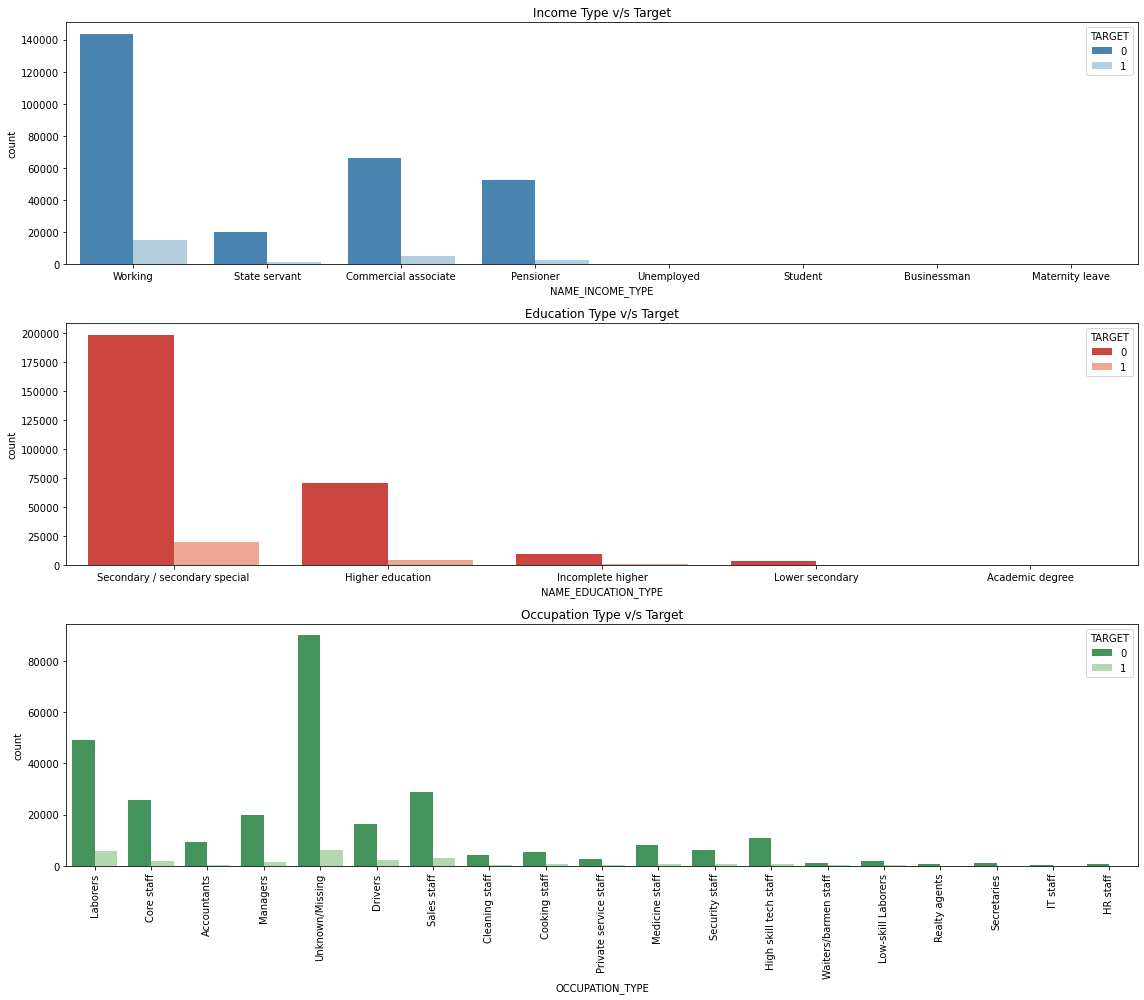 Income Type v/s Target
TARGET
0
1
140000
120000
100000
80000
60000
40000
20000
0
count
Working State servant Commercial associate Pensioner Unemployed Student Businessman Maternity leave
NAME_INCOME_TYPE
Education Type v/s Target
TARGET
0
1
200000
175000
150000
125000
100000
75000
50000
25000
0
count
Secondary / secondary special Higher education Incomplete higher Lower secondary Academic degree
NAME_EDUCATION_TYPE
Occupation Type v/s Target
TARGET
0
1
80000
60000
40000
20000
0
count
Laborers
Core staff
Accountants
Managers
Unknown/Missing
Drivers
Sales staff
Cleaning staff
Cooking staff
Private service staff
Medicine staff
Security staff
High skill tech staff
Waiters/barmen staff
Low-skill Laborers
Realty agents
Secretaries
IT staff
HR staff
OCCUPATION_TYPE